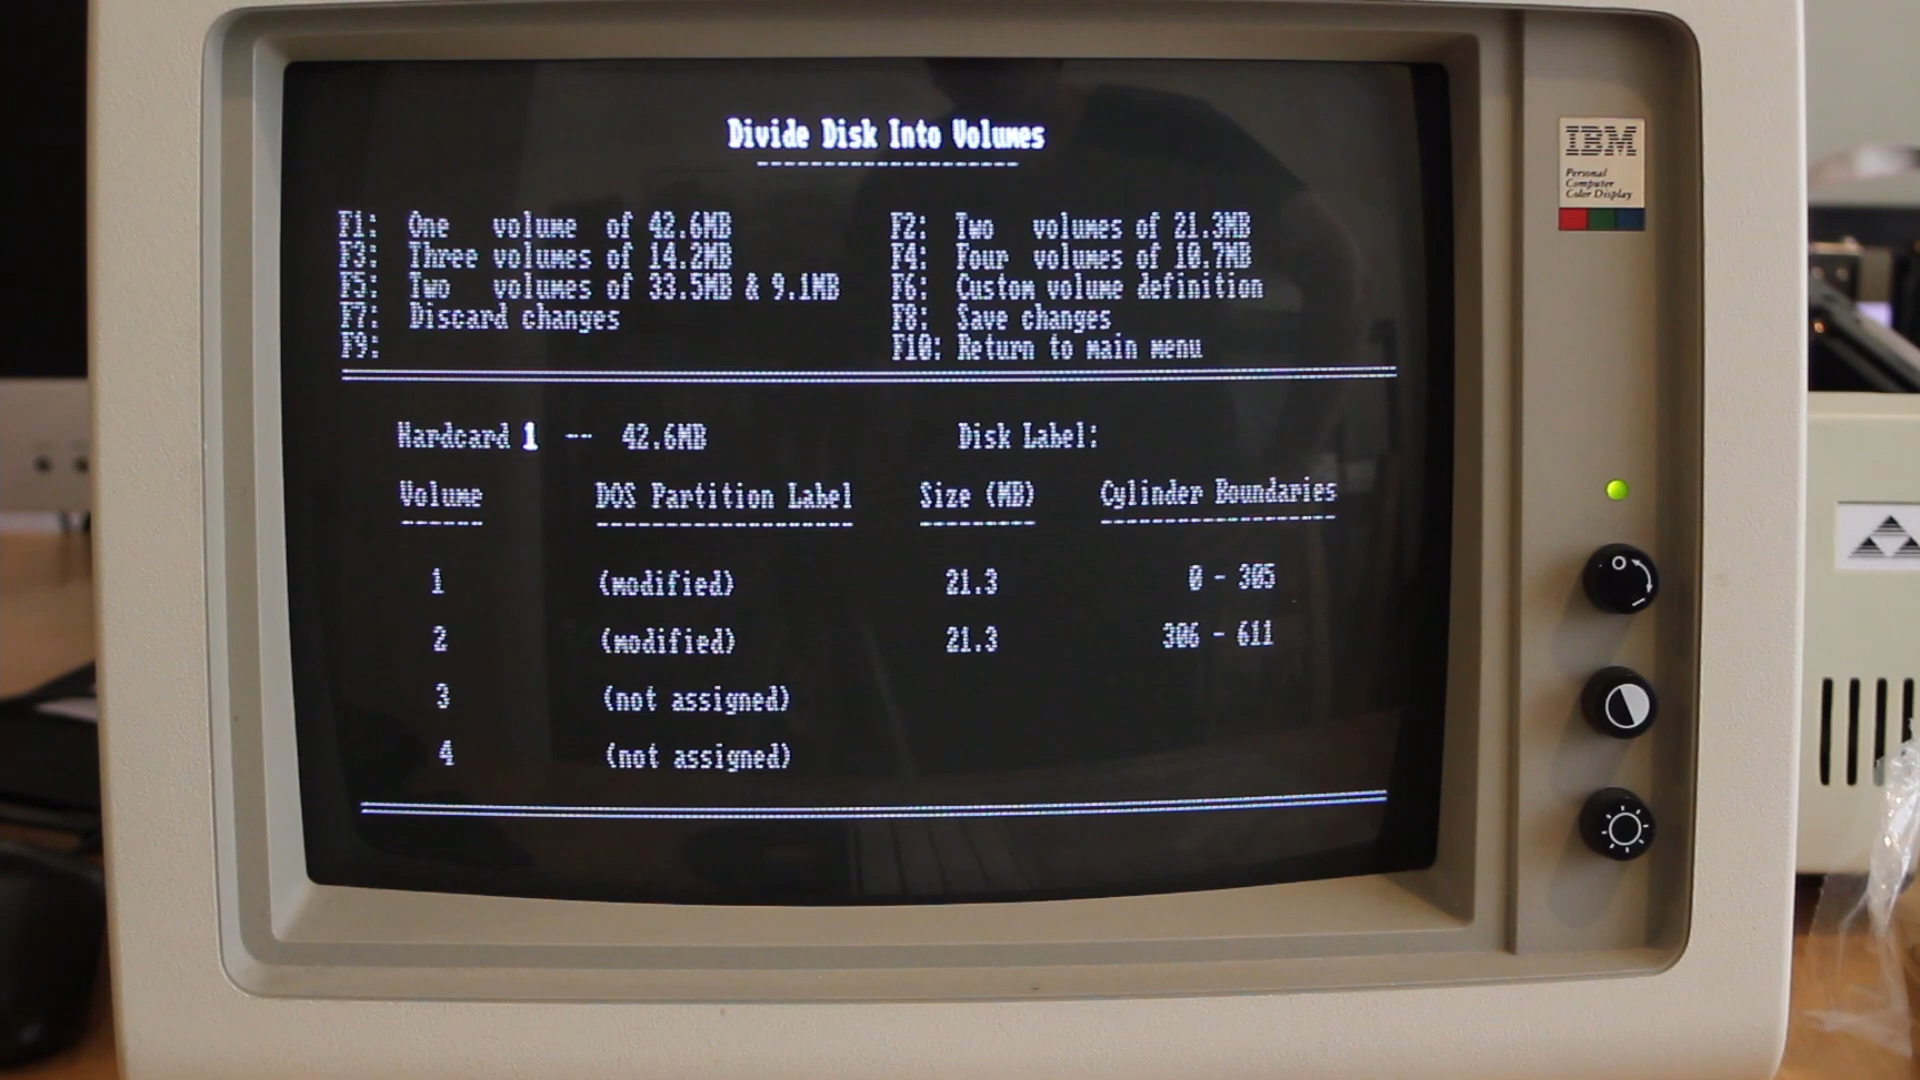 Divide Disk Into Volumes
F1: One volume of 42.6MB F2: Two volumes of 21.3MB
F3: Three volumes of 14.2MB F4: Four volumes of 10.7MB
F5: Two volumes of 33.5MB & 9.1MB F6: Custom volume definition
F7: Discard changes F8: Save changes
F9: F10: Return to main menu
Hardcard 1 -- 42.6MB Disk Label:
Volume DOS Partition Label Size (MB) Cylinder Boundaries
1 (modified) 21.3 0 - 305
2 (modified) 21.3 306 - 611
3 (not assigned)
4 (not assigned)
IBM
Personal
Computer
Color Display